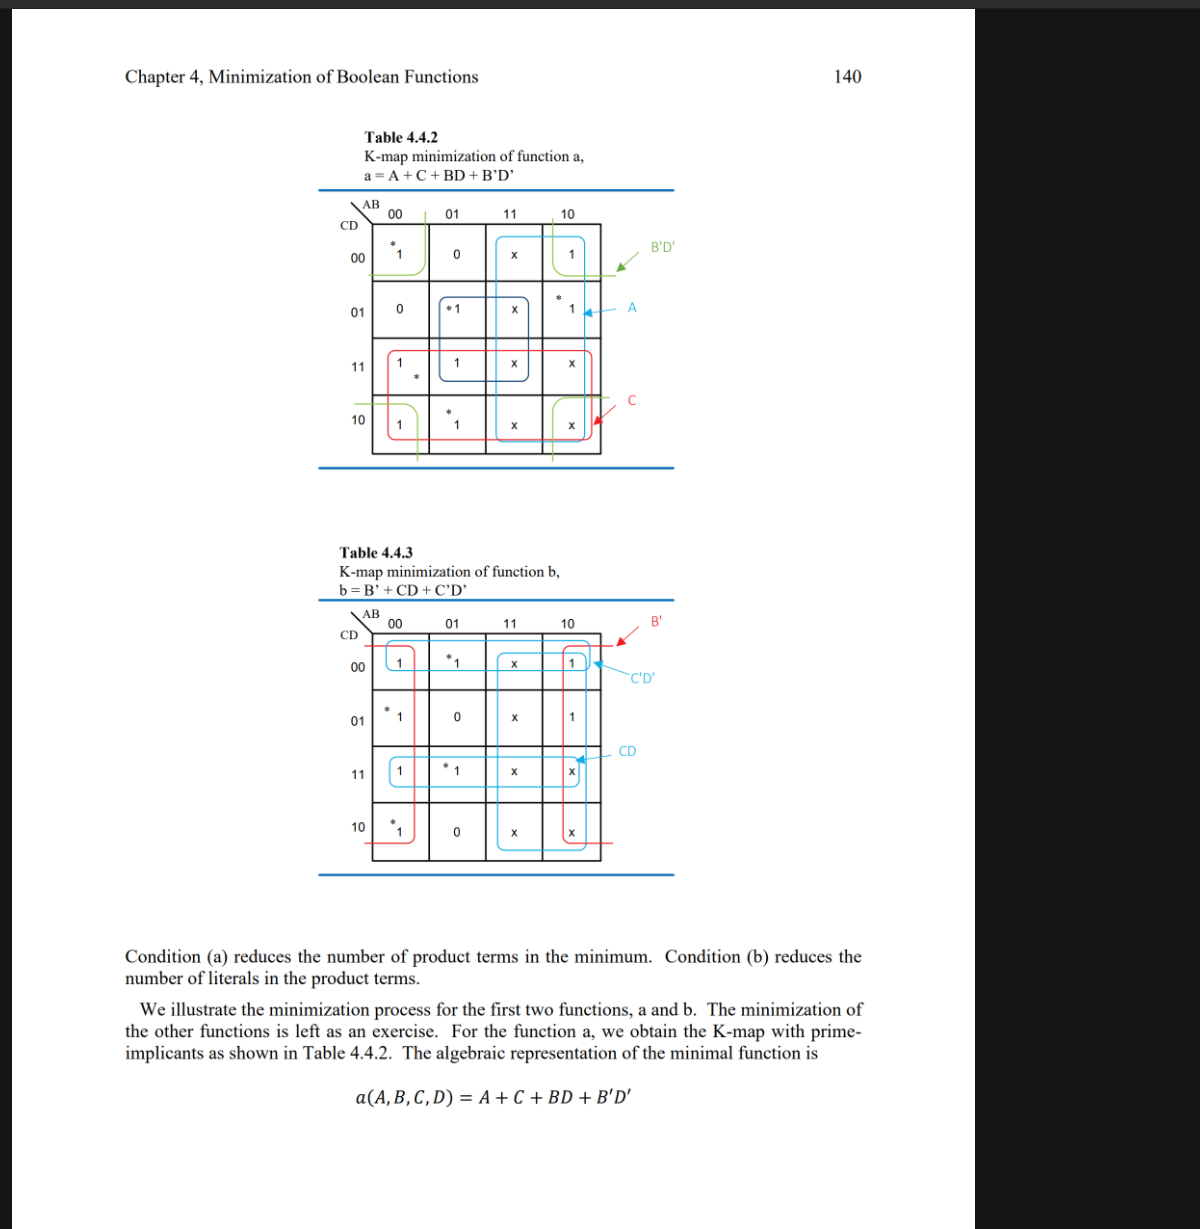 Chapter 4, Minimization of Boolean Functions 140
Table 4.4.2
K-map minimization of function a,
a = A + C + BD + B’D’
AB
00 01 11 10
CD
00 * 1 0 x 1 B'D'
01 0 * 1 x * 1 A
11 1 * 1 x x
C
10 1 * 1 x x
Table 4.4.3
K-map minimization of function b,
b = B’ + CD + C’D’
AB
00 01 11 10 B'
CD
00 1 * 1 x 1
C'D'
01 * 1 0 x 1
CD
11 1 * 1 x x
10 * 1 0 x x
Condition (a) reduces the number of product terms in the minimum. Condition (b) reduces the
number of literals in the product terms.
We illustrate the minimization process for the first two functions, a and b. The minimization of
the other functions is left as an exercise. For the function a, we obtain the K-map with prime-
implicants as shown in Table 4.4.2. The algebraic representation of the minimal function is
a(A, B, C, D) = A + C + BD + B′D′